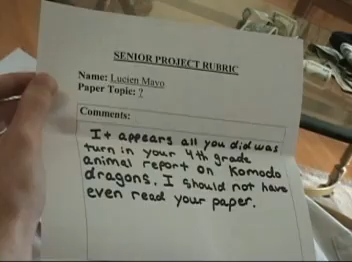 SENIOR PROJECT RUBRIC
Name: Lucien Mayo
Paper Topic: ?
Comments:
It appears all you did was
turn in your 4th grade
animal report on Komodo
dragons. I should not have
even read your paper.